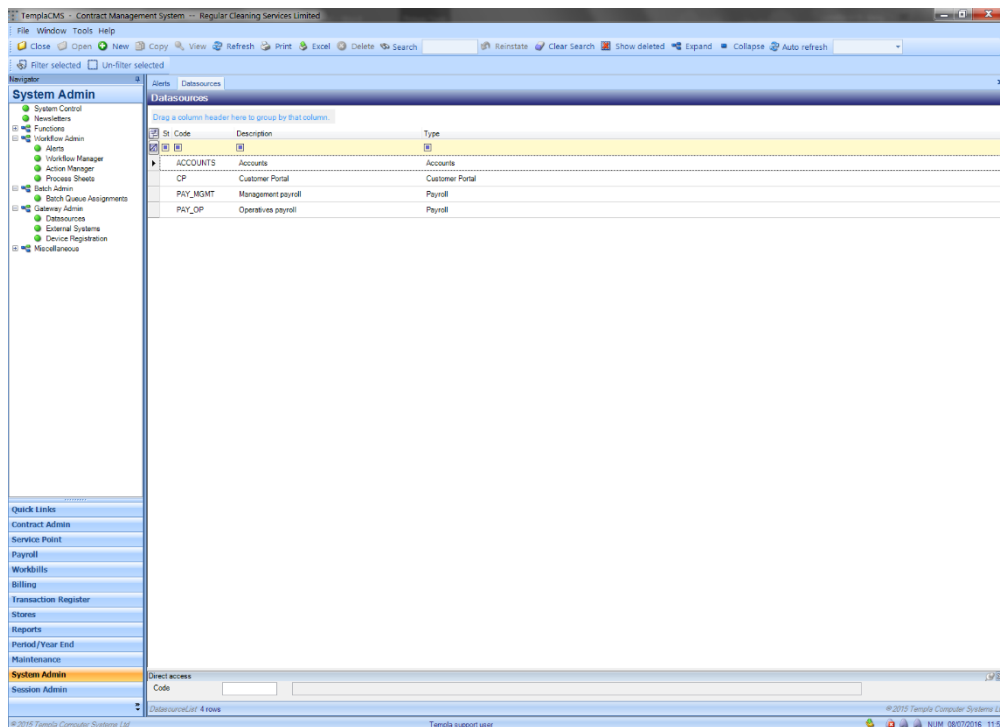 TemplaCMS - Contract Management System — Regular Cleaning Services Limited
File Window Tools Help
Close Open New Copy View Refresh Print Excel Delete Search Reinstate Clear Search Show deleted Expand Collapse Auto refresh
Filter selected Un-filter selected
Navigator
Alerts Datasources
System Admin
Datasources
System Control
Newsletters
Functions
Workflow Admin
Alerts
Workflow Manager
Action Manager
Process Sheets
Batch Admin
Batch Queue Assignments
Gateway Admin
Datasources
External Systems
Device Registration
Miscellaneous
Drag a column header here to group by that column.
St Code Description Type
ACCOUNTS Accounts Accounts
CP Customer Portal Customer Portal
PAY_MGMT Management payroll Payroll
PAY_OP Operatives payroll Payroll
Quick Links
Contract Admin
Service Point
Payroll
Workbills
Billing
Transaction Register
Stores
Reports
Period/Year End
Maintenance
System Admin
Session Admin
Direct access
Code
DatasourceList 4 rows
© 2015 Templa Computer Systems
© 2015 Templa Computer Systems Ltd
Templa support user
NUM 08/07/2016 11:5